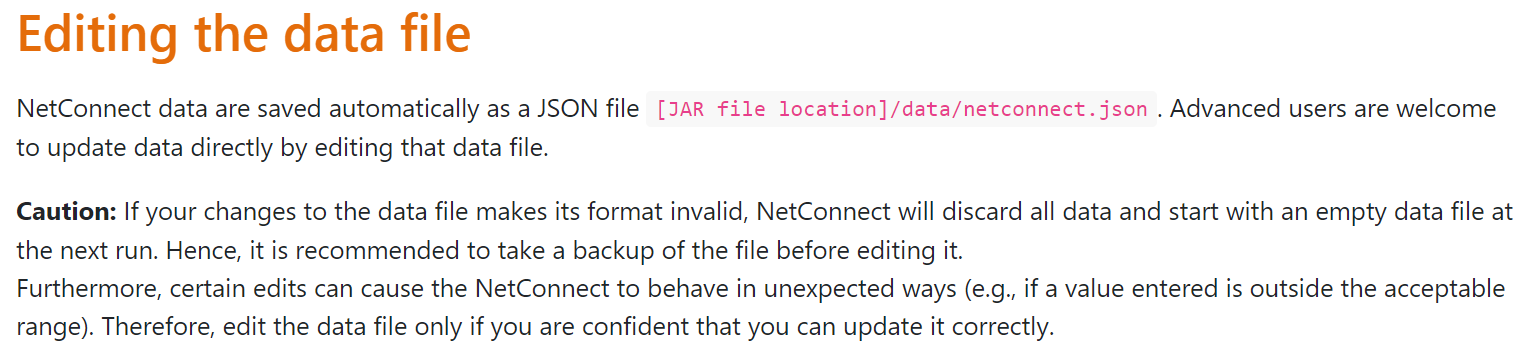 Editing the data file
NetConnect data are saved automatically as a JSON file [JAR file location]/data/netconnect.json . Advanced users are welcome
to update data directly by editing that data file.
Caution: If your changes to the data file makes its format invalid, NetConnect will discard all data and start with an empty data file at
the next run. Hence, it is recommended to take a backup of the file before editing it.
Furthermore, certain edits can cause the NetConnect to behave in unexpected ways (e.g., if a value entered is outside the acceptable
range). Therefore, edit the data file only if you are confident that you can update it correctly.